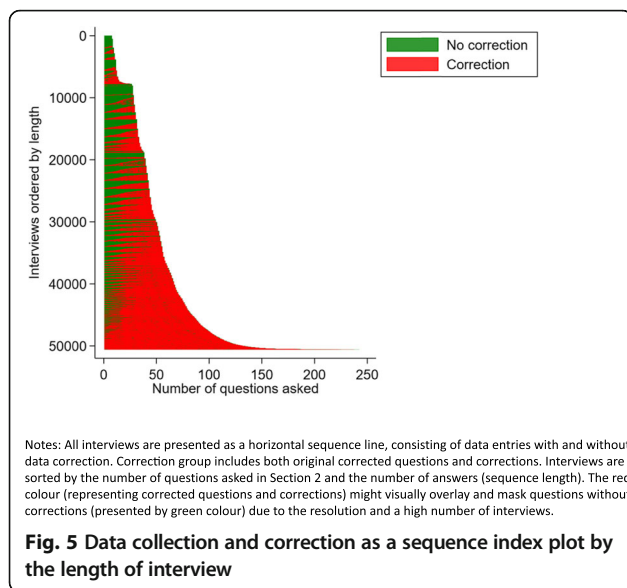 No correction
Correction
0
10000
20000
30000
40000
50000
Interviews ordered by length
0 50 100 150 200 250
Number of questions asked
Notes: All interviews are presented as a horizontal sequence line, consisting of data entries with and without
data correction. Correction group includes both original corrected questions and corrections. Interviews are
sorted by the number of questions asked in Section 2 and the number of answers (sequence length). The red
colour (representing corrected questions and corrections) might visually overlay and mask questions without
corrections (presented by green colour) due to the resolution and a high number of interviews.
Fig. 5 Data collection and correction as a sequence index plot by
the length of interview